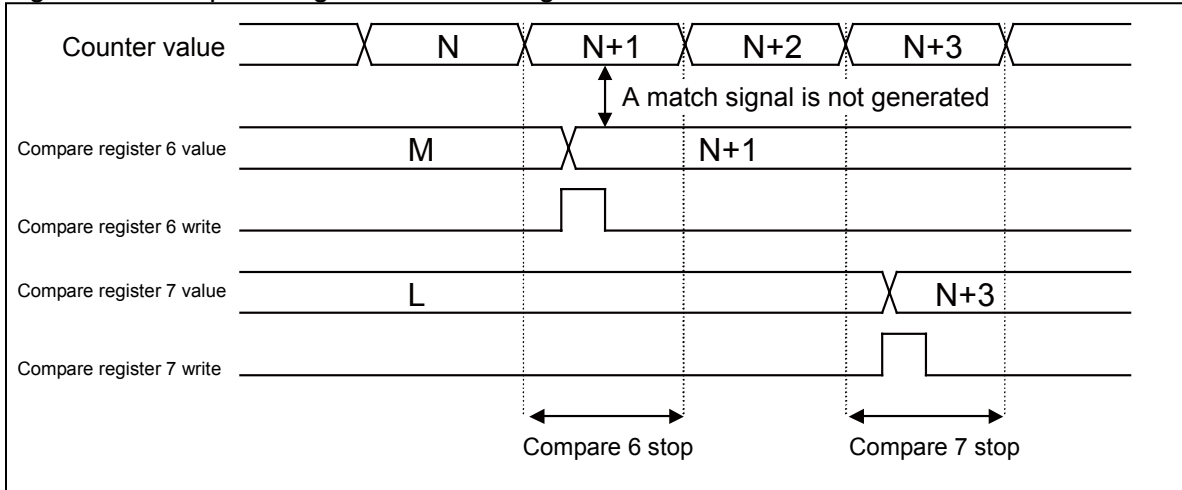 Counter value N N+1 N+2 N+3
A match signal is not generated
Compare register 6 value M N+1
Compare register 6 write
Compare register 7 value L N+3
Compare register 7 write
Compare 6 stop Compare 7 stop